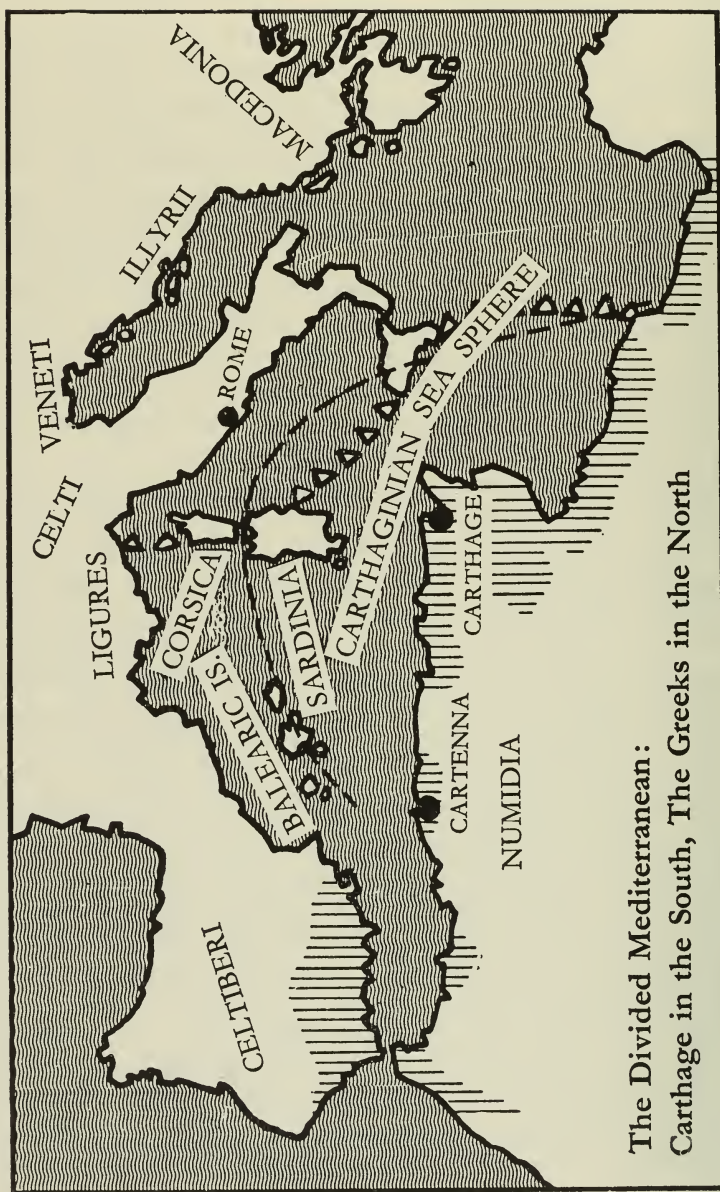 CELTIBERI
LIGURES
CELTI
VENETI
ILLYRII
MACEDONIA
CORSICA
BALEARIC IS.
SARDINIA
ROME
CARTHAGINIAN SEA SPHERE
CARTENNA
CARTHAGE
NUMIDIA
The Divided Mediterranean:
Carthage in the South, The Greeks in the North